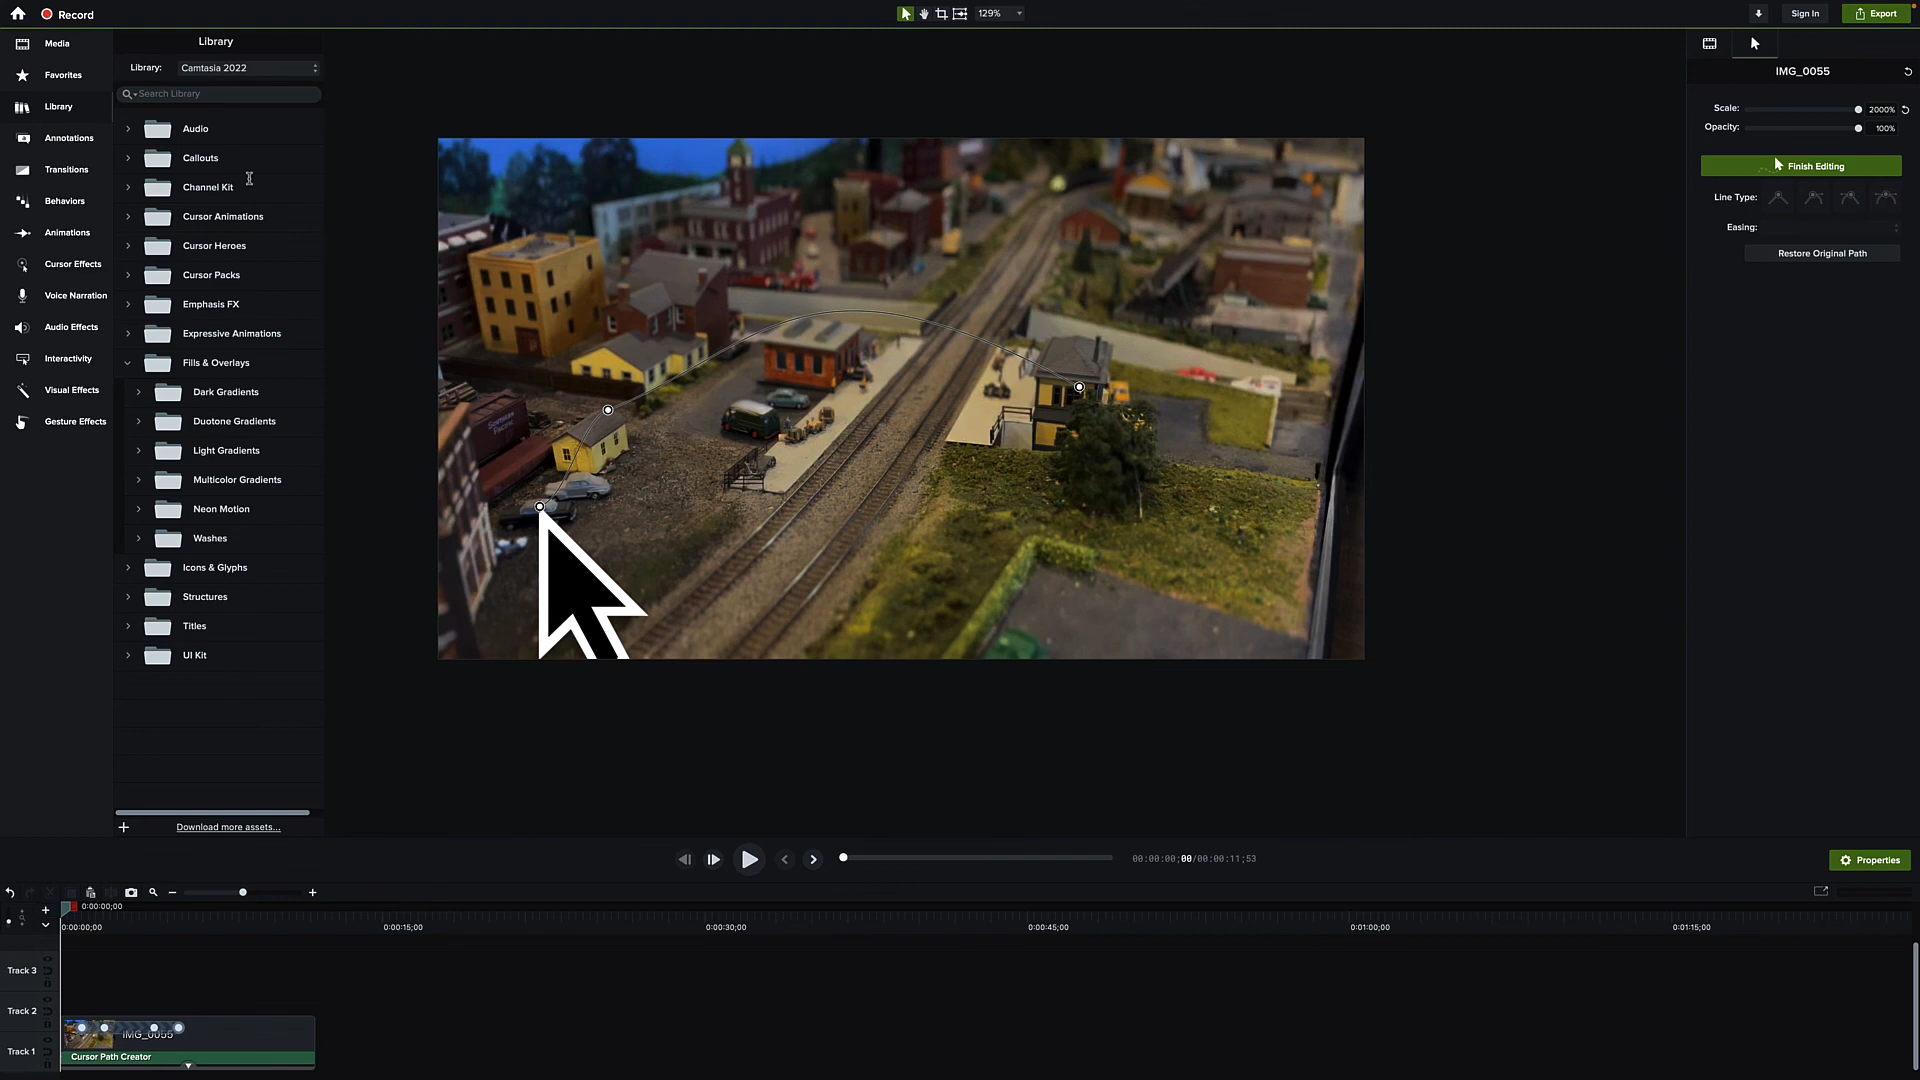 Record
129%
Sign In
Export
Media
Favorites
Library
Annotations
Transitions
Behaviors
Animations
Cursor Effects
Voice Narration
Audio Effects
Interactivity
Visual Effects
Gesture Effects
Library
Library: Camtasia 2022
Search Library
Audio
Callouts
Channel Kit
Cursor Animations
Cursor Heroes
Cursor Packs
Emphasis FX
Expressive Animations
Fills & Overlays
Dark Gradients
Duotone Gradients
Light Gradients
Multicolor Gradients
Neon Motion
Washes
Icons & Glyphs
Structures
Titles
UI Kit
Download more assets...
IMG_0055
Scale: 2000%
Opacity: 100%
Finish Editing
Line Type:
Easing:
Restore Original Path
00:00:00;00/00:00:11;53
Properties
0:00:00;00
0:00:00;00 0:00:15;00 0:00:30;00 0:00:45;00 0:01:00;00 0:01:15;00
Track 3
Track 2
Track 1
IMG_0055
Cursor Path Creator